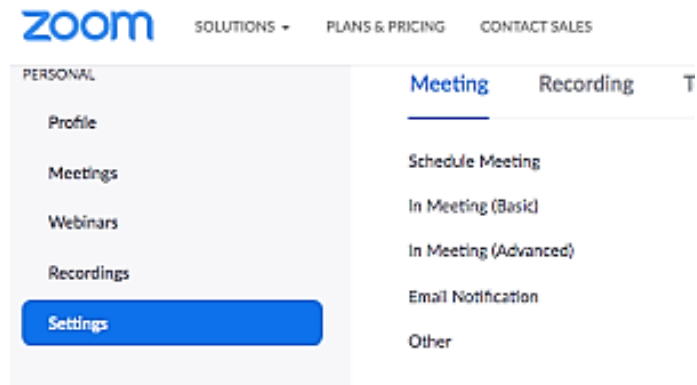 zoom SOLUTIONS PLANS & PRICING CONTACT SALES
PERSONAL
Profile
Meetings
Webinars
Recordings
Settings
Meeting Recording T
Schedule Meeting
In Meeting (Basic)
In Meeting (Advanced)
Email Notification
Other